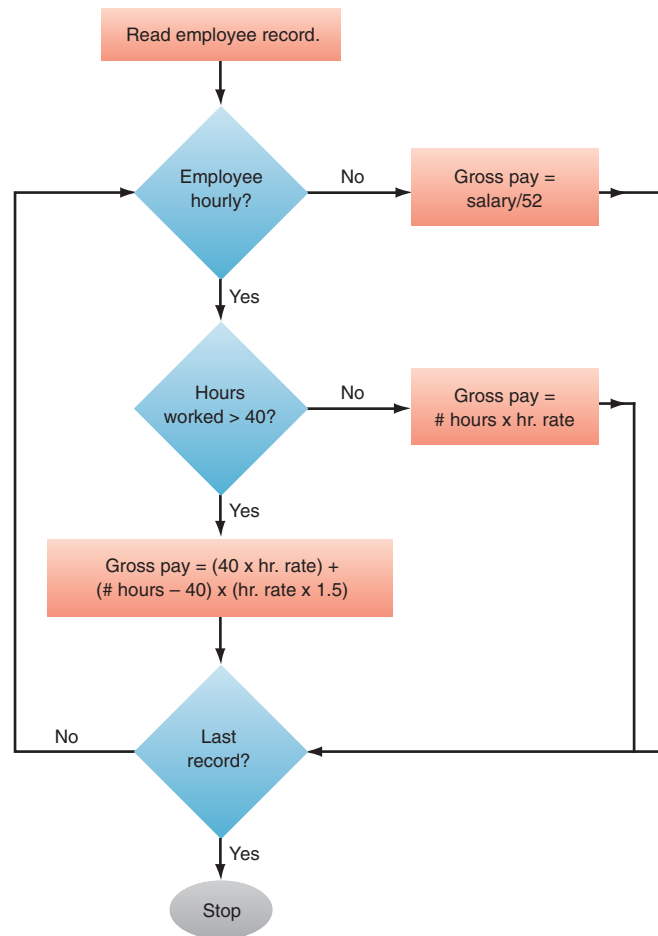 Read employee record.
Employee
hourly?
No
Gross pay =
salary/52
Yes
Hours
worked > 40?
No
Gross pay =
# hours x hr. rate
Yes
Gross pay = (40 x hr. rate) +
(# hours – 40) x (hr. rate x 1.5)
No
Last
record?
Yes
Stop